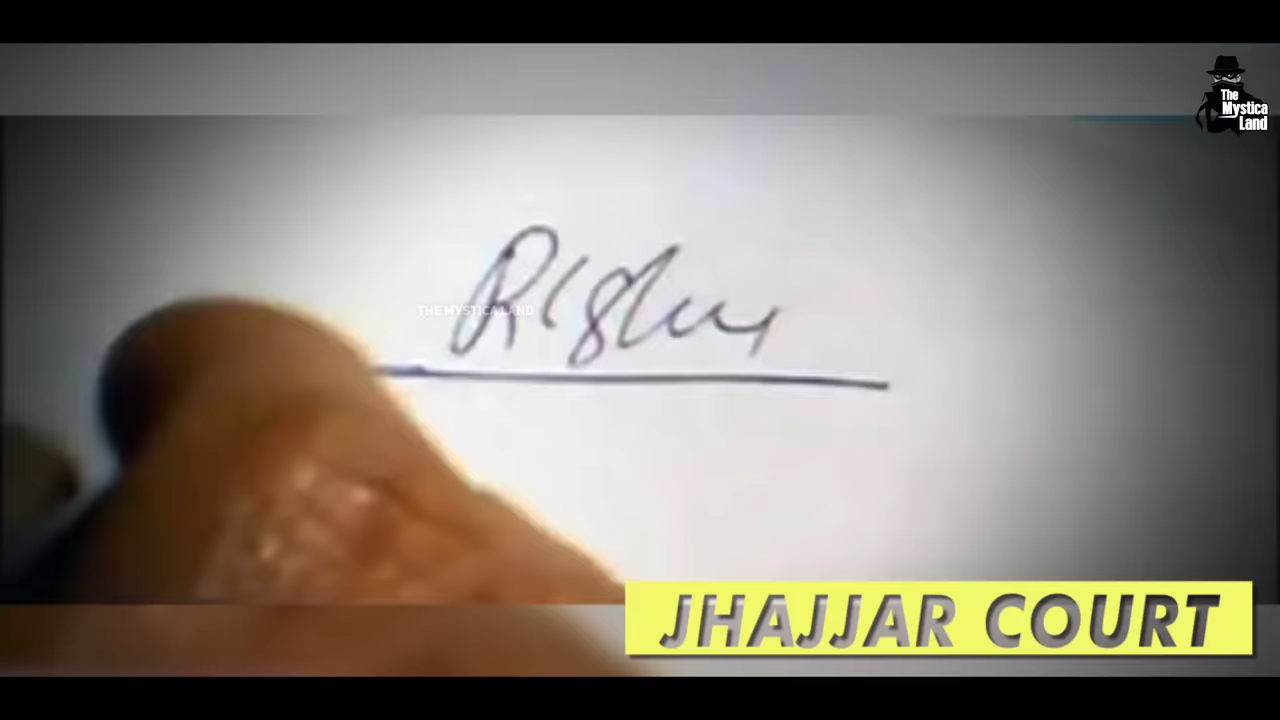 The
Mystica
Land
THE MYSTICA LAND
JHAJJAR COURT